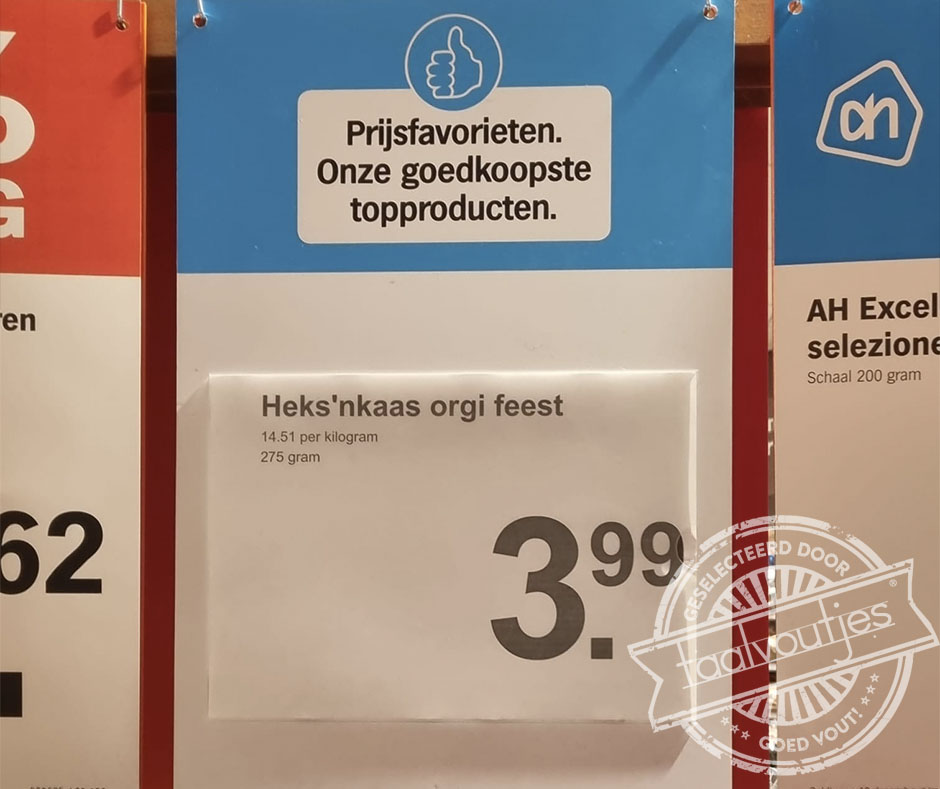 %
G
ren
62
Prijsfavorieten.
Onze goedkoopste
topproducten.
Heks'nkaas orgi feest
14.51 per kilogram
275 gram
3.99
ah
AH Excel
selezione
Schaal 200 gram
GESELECTEERD DOOR
taalvoutjes®
GOED VOUT!